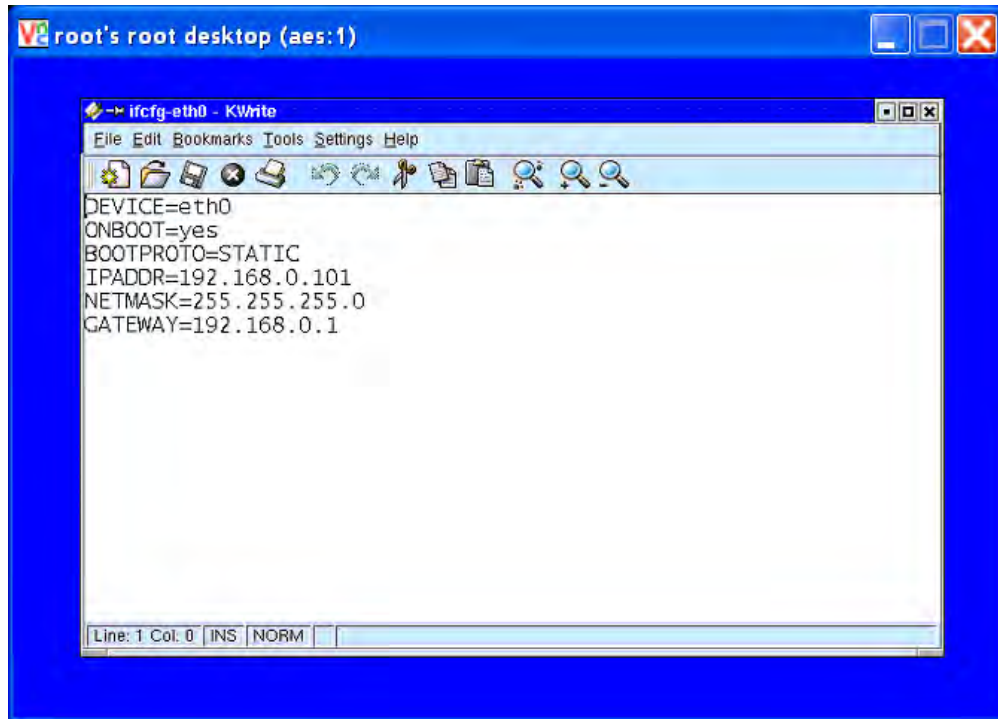 root's root desktop (aes:1)
ifcfg-eth0 - KWrite
File Edit Bookmarks Tools Settings Help
DEVICE=eth0
ONBOOT=yes
BOOTPROTO=STATIC
IPADDR=192.168.0.101
NETMASK=255.255.255.0
GATEWAY=192.168.0.1
Line: 1 Col: 0 INS NORM